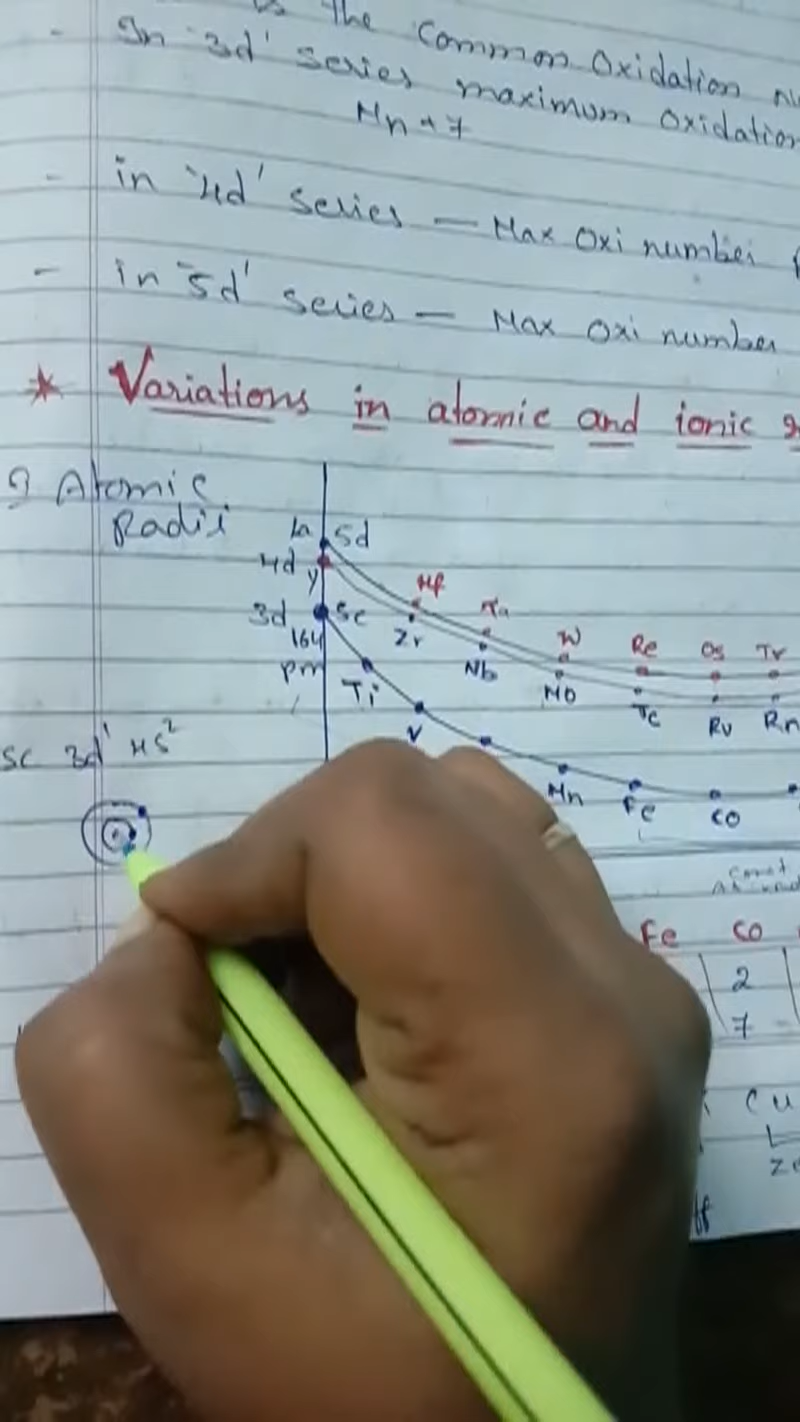 the Common Oxidation
- In '3d' series maximum Oxidation
Mn +7
- in '4d' series — Max Oxi number
- in '5d' series — Max Oxi number
* Variations in atomic and ionic
Atomic
Radii
La 5d
4d
Y
3d Sc
164
pm
Hf Ta W Re Os Ir
Zr Nb Mo Tc Ru Rn
Ti V Mn Fe Co
Sc 3d' 4S²
Const
Fe Co
2
7
Cu